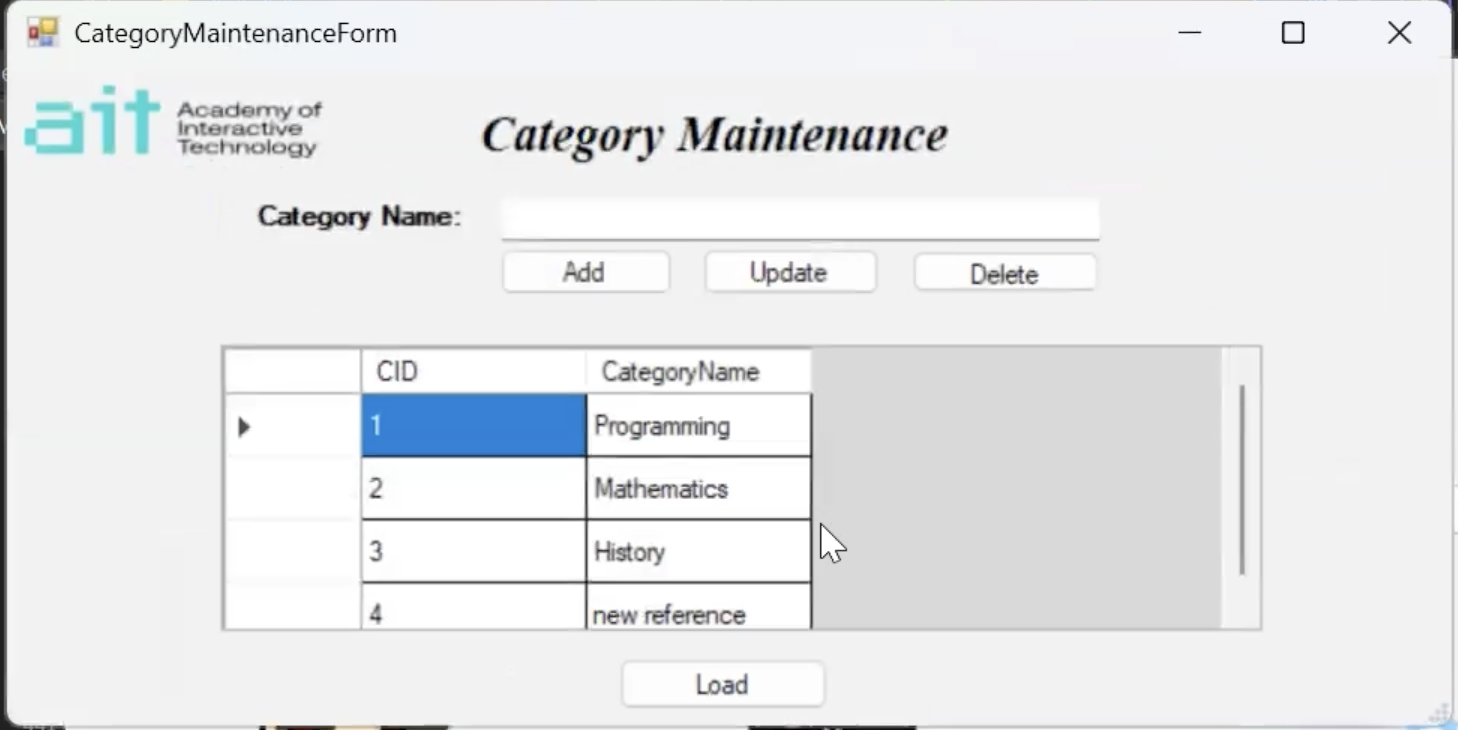 CategoryMaintenanceForm
ait Academy of
Interactive
Technology
Category Maintenance
Category Name:
Add Update Delete
CID CategoryName
1 Programming
2 Mathematics
3 History
4 new reference
Load